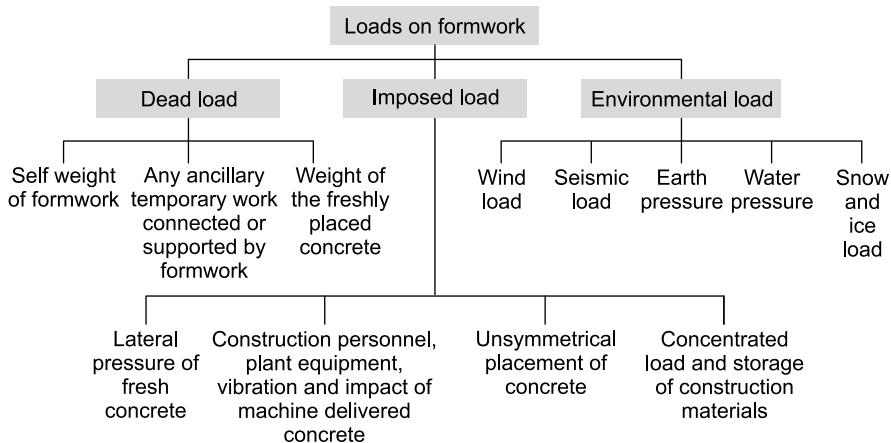 Loads on formwork
Dead load
Imposed load
Environmental load
Self weight
of formwork
Any ancillary
temporary work
connected or
supported by
formwork
Weight of
the freshly
placed
concrete
Wind
load
Seismic
load
Earth
pressure
Water
pressure
Snow
and
ice
load
Lateral
pressure of
fresh
concrete
Construction personnel,
plant equipment,
vibration and impact of
machine delivered
concrete
Unsymmetrical
placement of
concrete
Concentrated
load and storage
of construction
materials